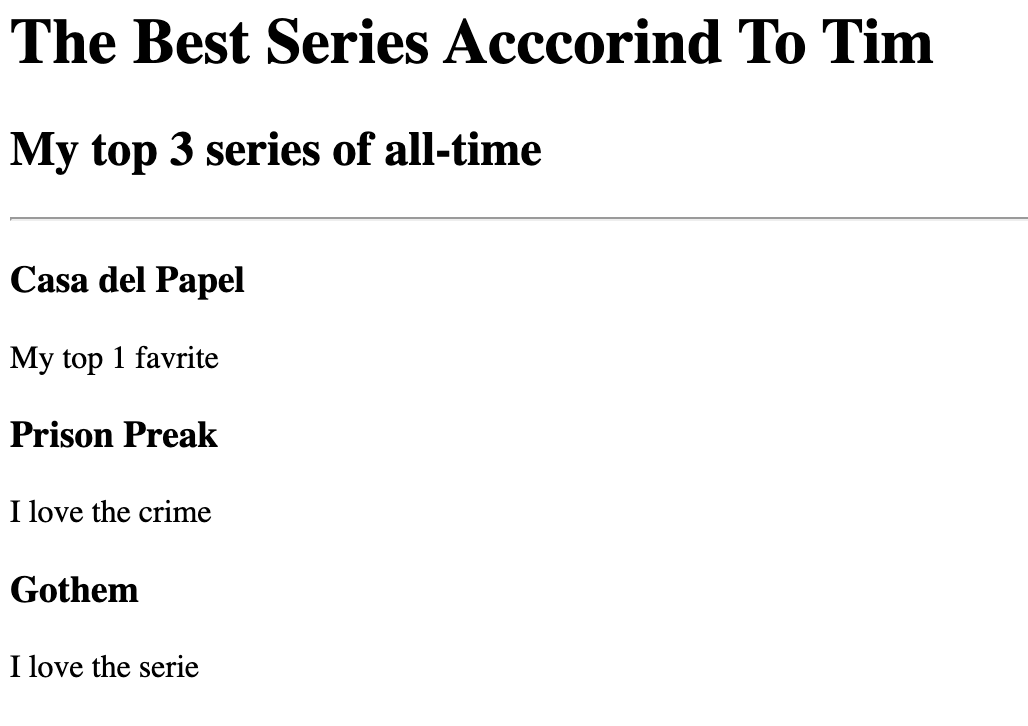 The Best Series Acccorind To Tim
My top 3 series of all-time
Casa del Papel
My top 1 favrite
Prison Preak
I love the crime
Gothem
I love the serie